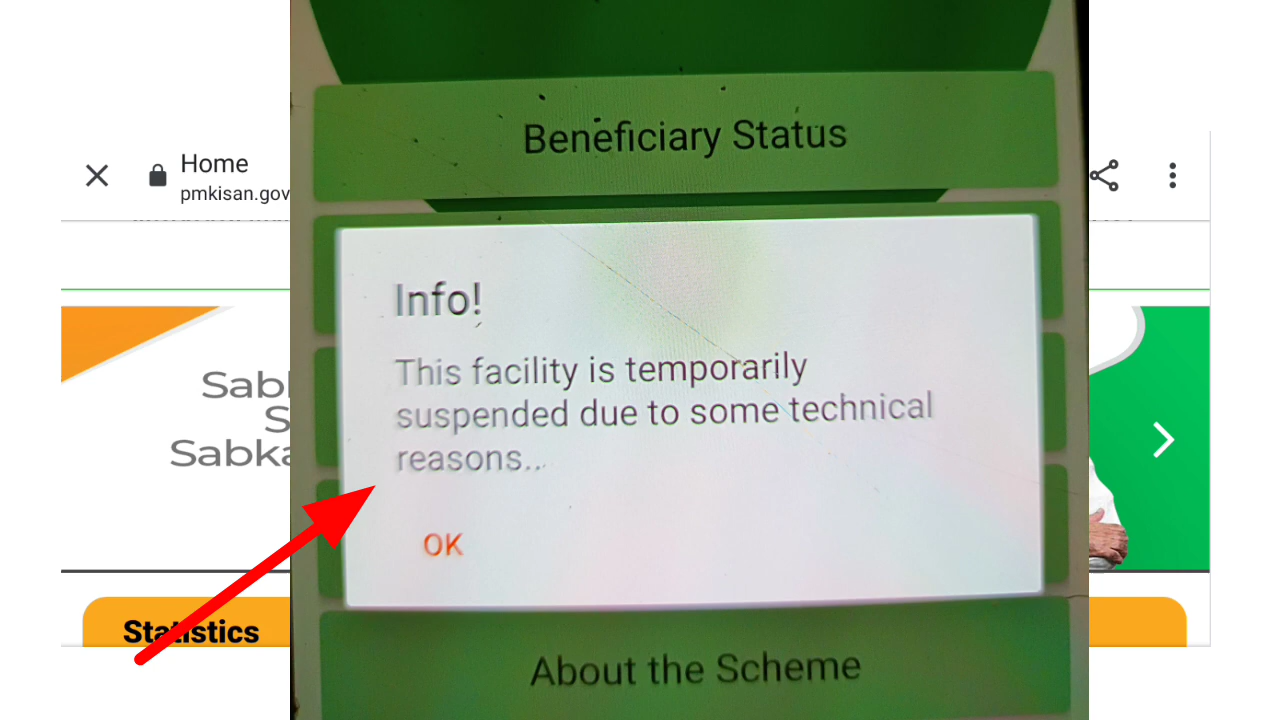 Home
pmkisan.gov
Beneficiary Status
Info!
This facility is temporarily
suspended due to some technical
reasons..
OK
About the Scheme
Statistics